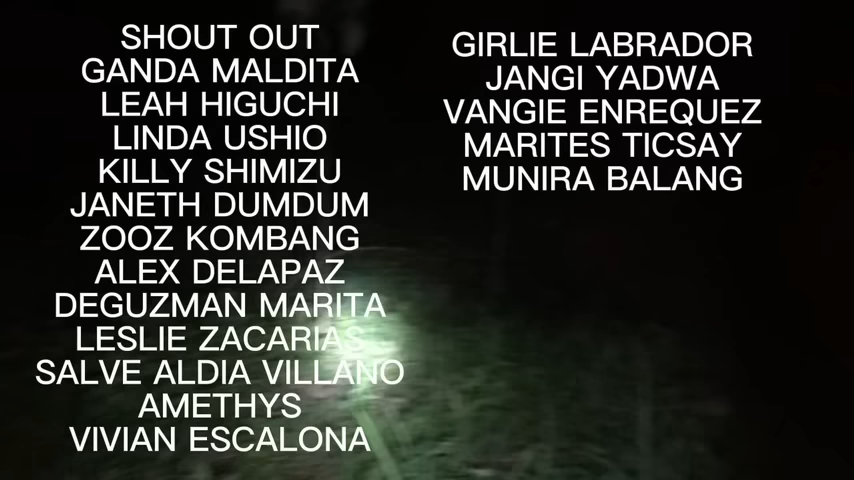 SHOUT OUT
GANDA MALDITA
LEAH HIGUCHI
LINDA USHIO
KILLY SHIMIZU
JANETH DUMDUM
ZOOZ KOMBANG
ALEX DELAPAZ
DEGUZMAN MARITA
LESLIE ZACARIAS
SALVE ALDIA VILLANO
AMETHYS
VIVIAN ESCALONA
GIRLIE LABRADOR
JANGI YADWA
VANGIE ENREQUEZ
MARITES TICSAY
MUNIRA BALANG